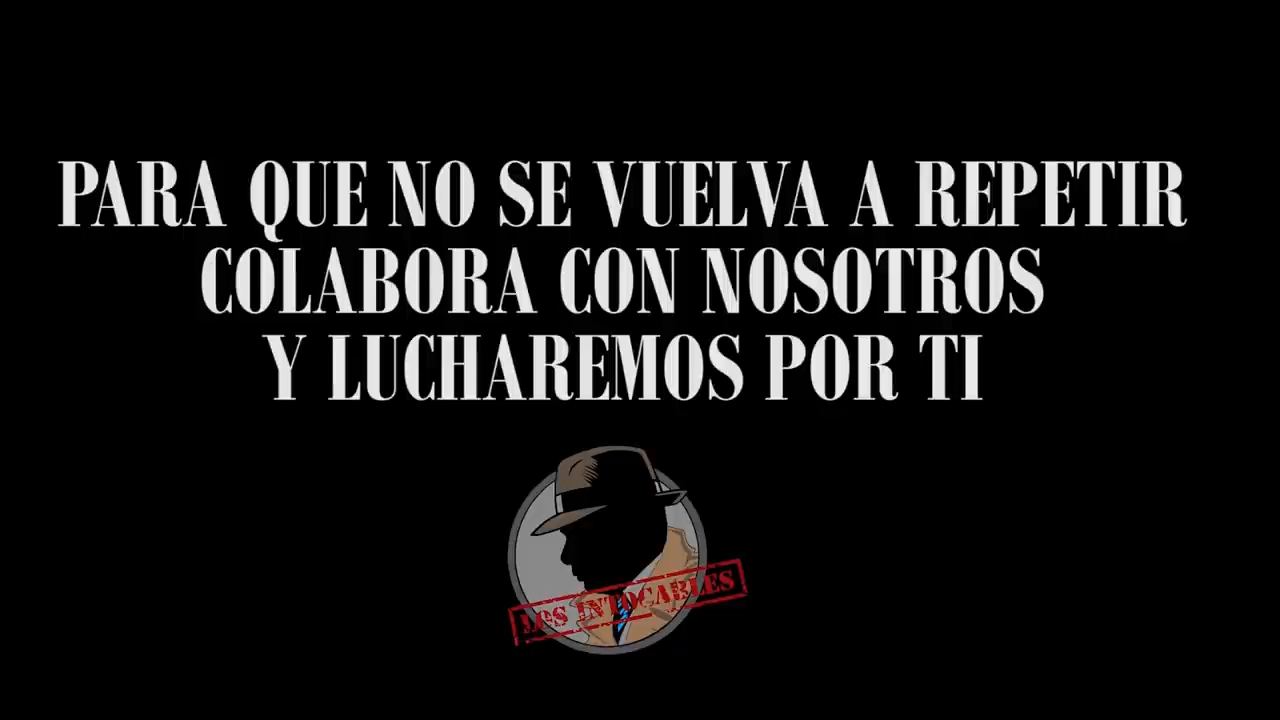 PARA QUE NO SE VUELVA A REPETIR
COLABORA CON NOSOTROS
Y LUCHAREMOS POR TI
LOS INTOCABLES